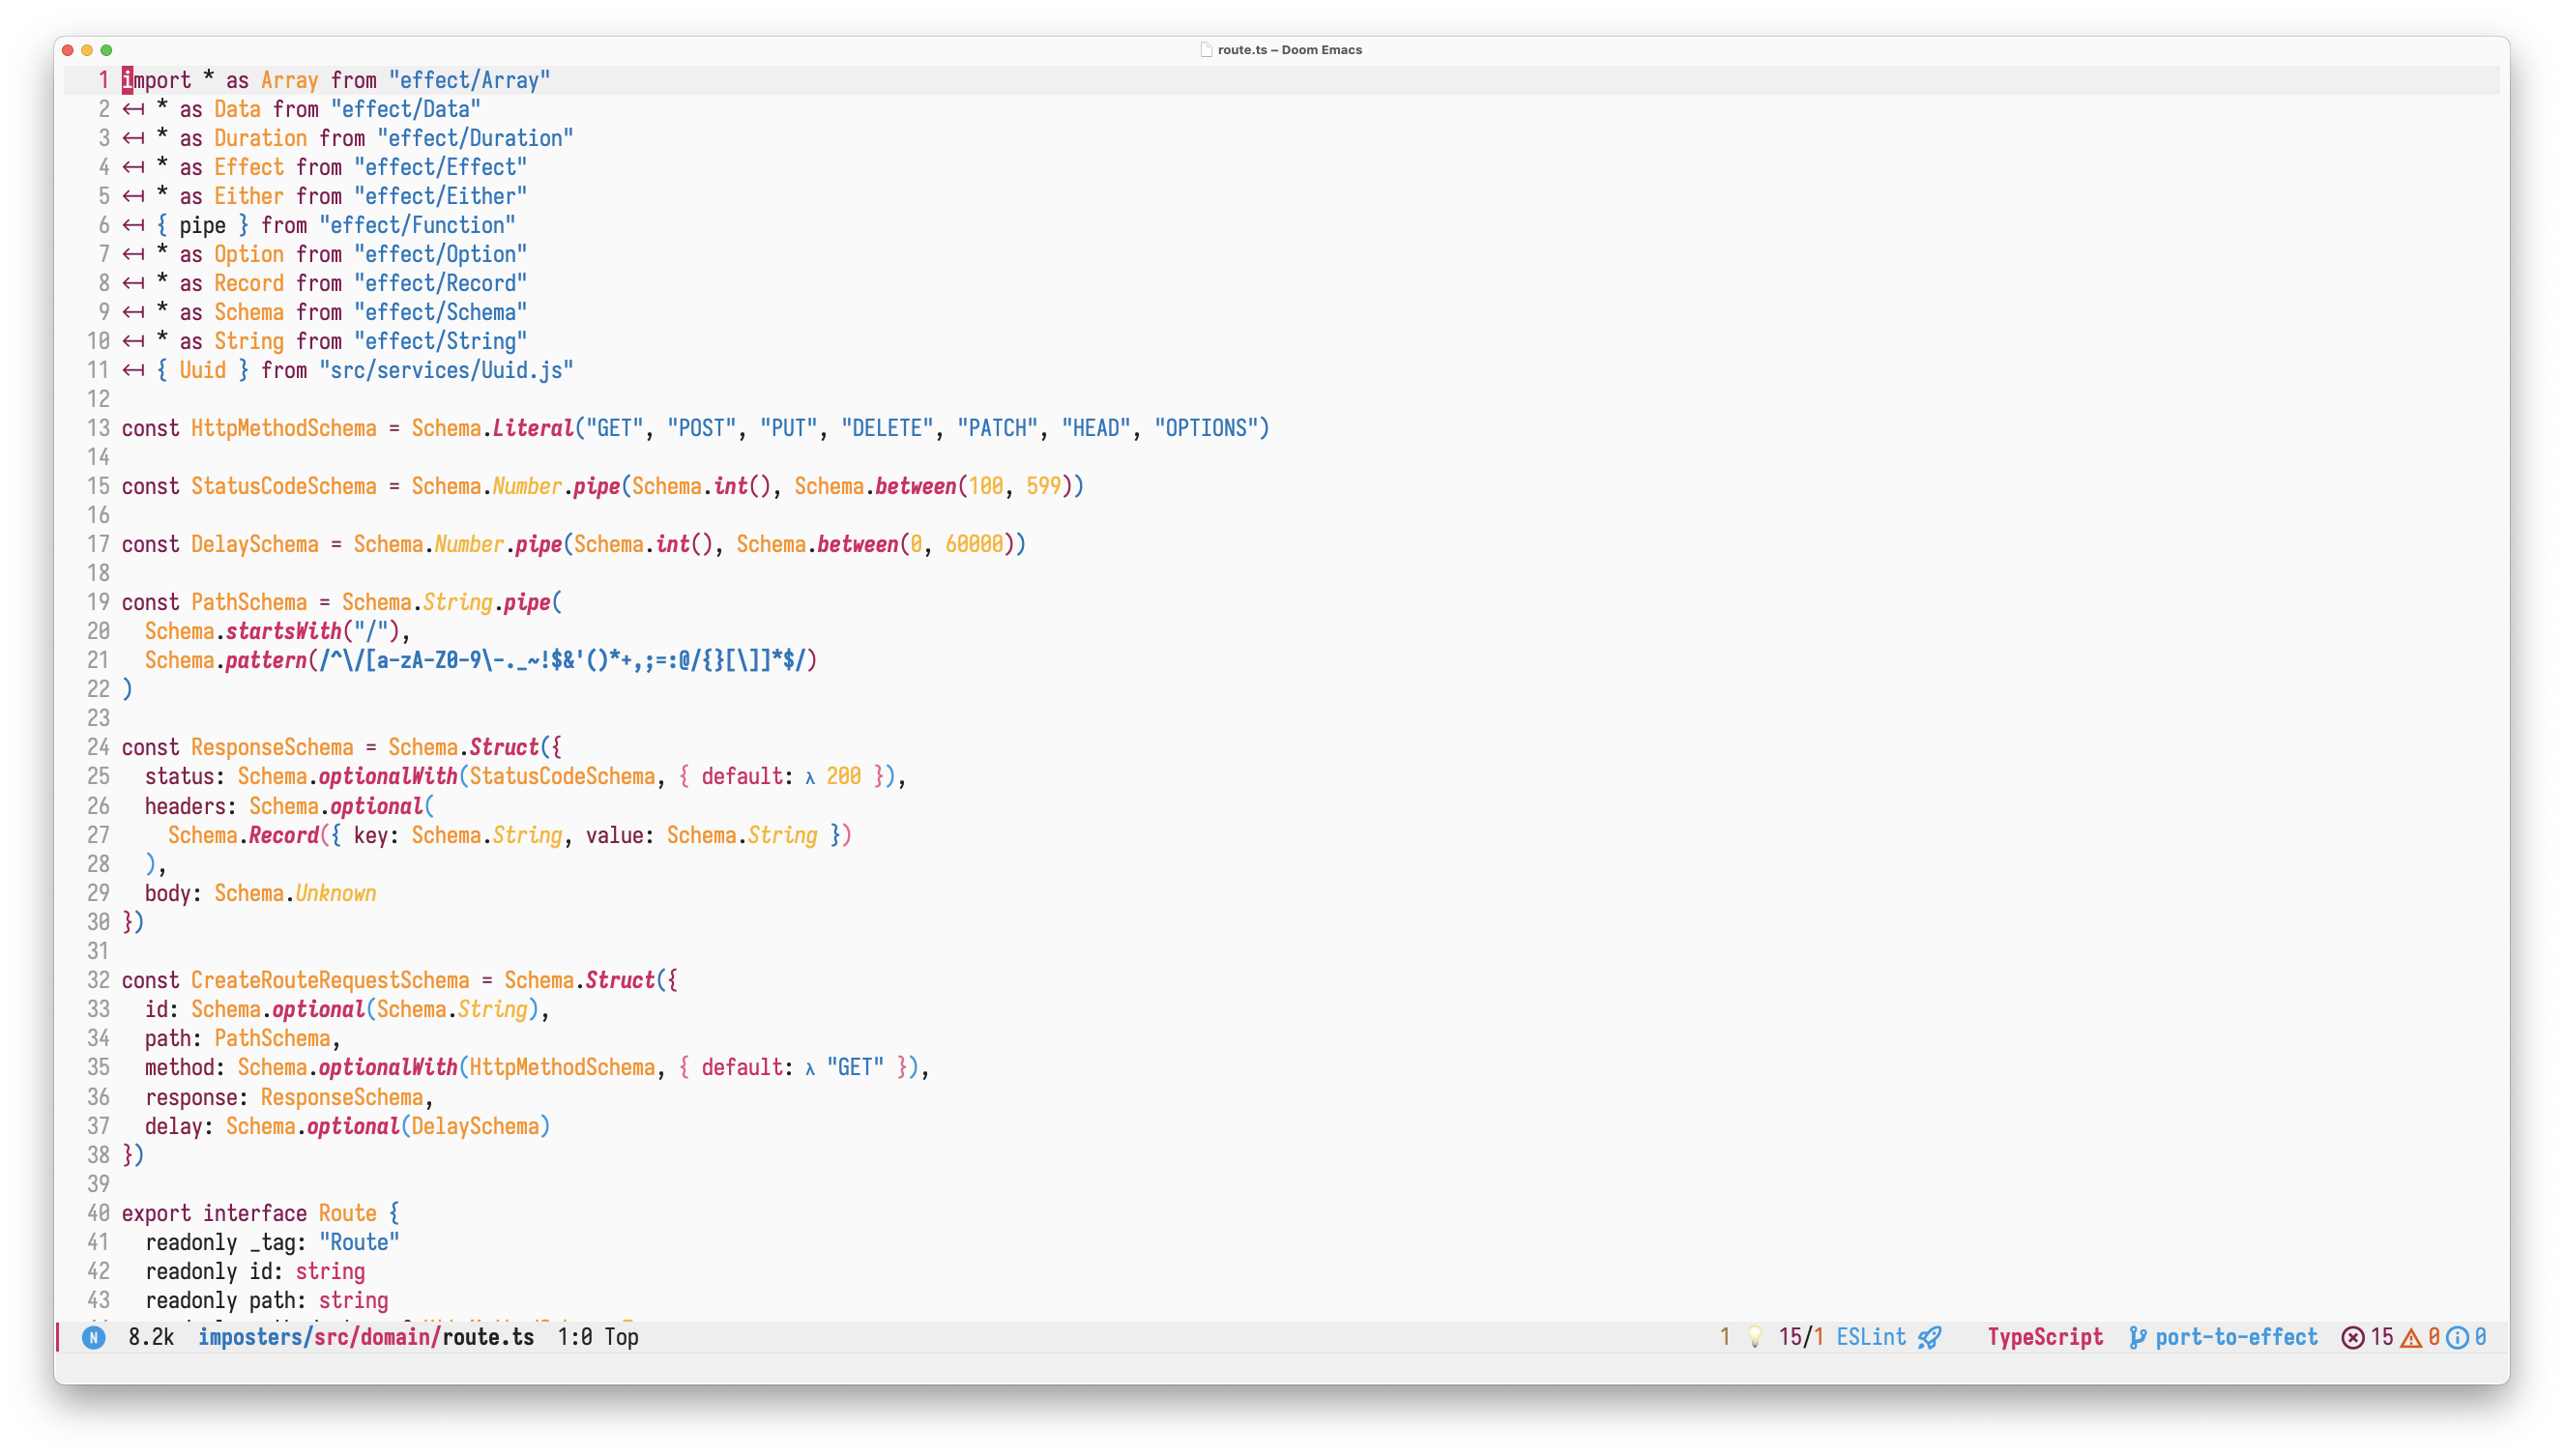 route.ts – Doom Emacs
1 import * as Array from "effect/Array"
2 ↤ * as Data from "effect/Data"
3 ↤ * as Duration from "effect/Duration"
4 ↤ * as Effect from "effect/Effect"
5 ↤ * as Either from "effect/Either"
6 ↤ { pipe } from "effect/Function"
7 ↤ * as Option from "effect/Option"
8 ↤ * as Record from "effect/Record"
9 ↤ * as Schema from "effect/Schema"
10 ↤ * as String from "effect/String"
11 ↤ { Uuid } from "src/services/Uuid.js"
12
13 const HttpMethodSchema = Schema.Literal("GET", "POST", "PUT", "DELETE", "PATCH", "HEAD", "OPTIONS")
14
15 const StatusCodeSchema = Schema.Number.pipe(Schema.int(), Schema.between(100, 599))
16
17 const DelaySchema = Schema.Number.pipe(Schema.int(), Schema.between(0, 60000))
18
19 const PathSchema = Schema.String.pipe(
20   Schema.startsWith("/"),
21   Schema.pattern(/^\/[a-zA-Z0-9\-._~!$&'()*+,;=:@/{}[\]]*$/)
22 )
23
24 const ResponseSchema = Schema.Struct({
25   status: Schema.optionalWith(StatusCodeSchema, { default: λ 200 }),
26   headers: Schema.optional(
27     Schema.Record({ key: Schema.String, value: Schema.String })
28   ),
29   body: Schema.Unknown
30 })
31
32 const CreateRouteRequestSchema = Schema.Struct({
33   id: Schema.optional(Schema.String),
34   path: PathSchema,
35   method: Schema.optionalWith(HttpMethodSchema, { default: λ "GET" }),
36   response: ResponseSchema,
37   delay: Schema.optional(DelaySchema)
38 })
39
40 export interface Route {
41   readonly _tag: "Route"
42   readonly id: string
43   readonly path: string
N 8.2k imposters/src/domain/route.ts 1:0 Top 1 15/1 ESLint TypeScript port-to-effect 15 0 0